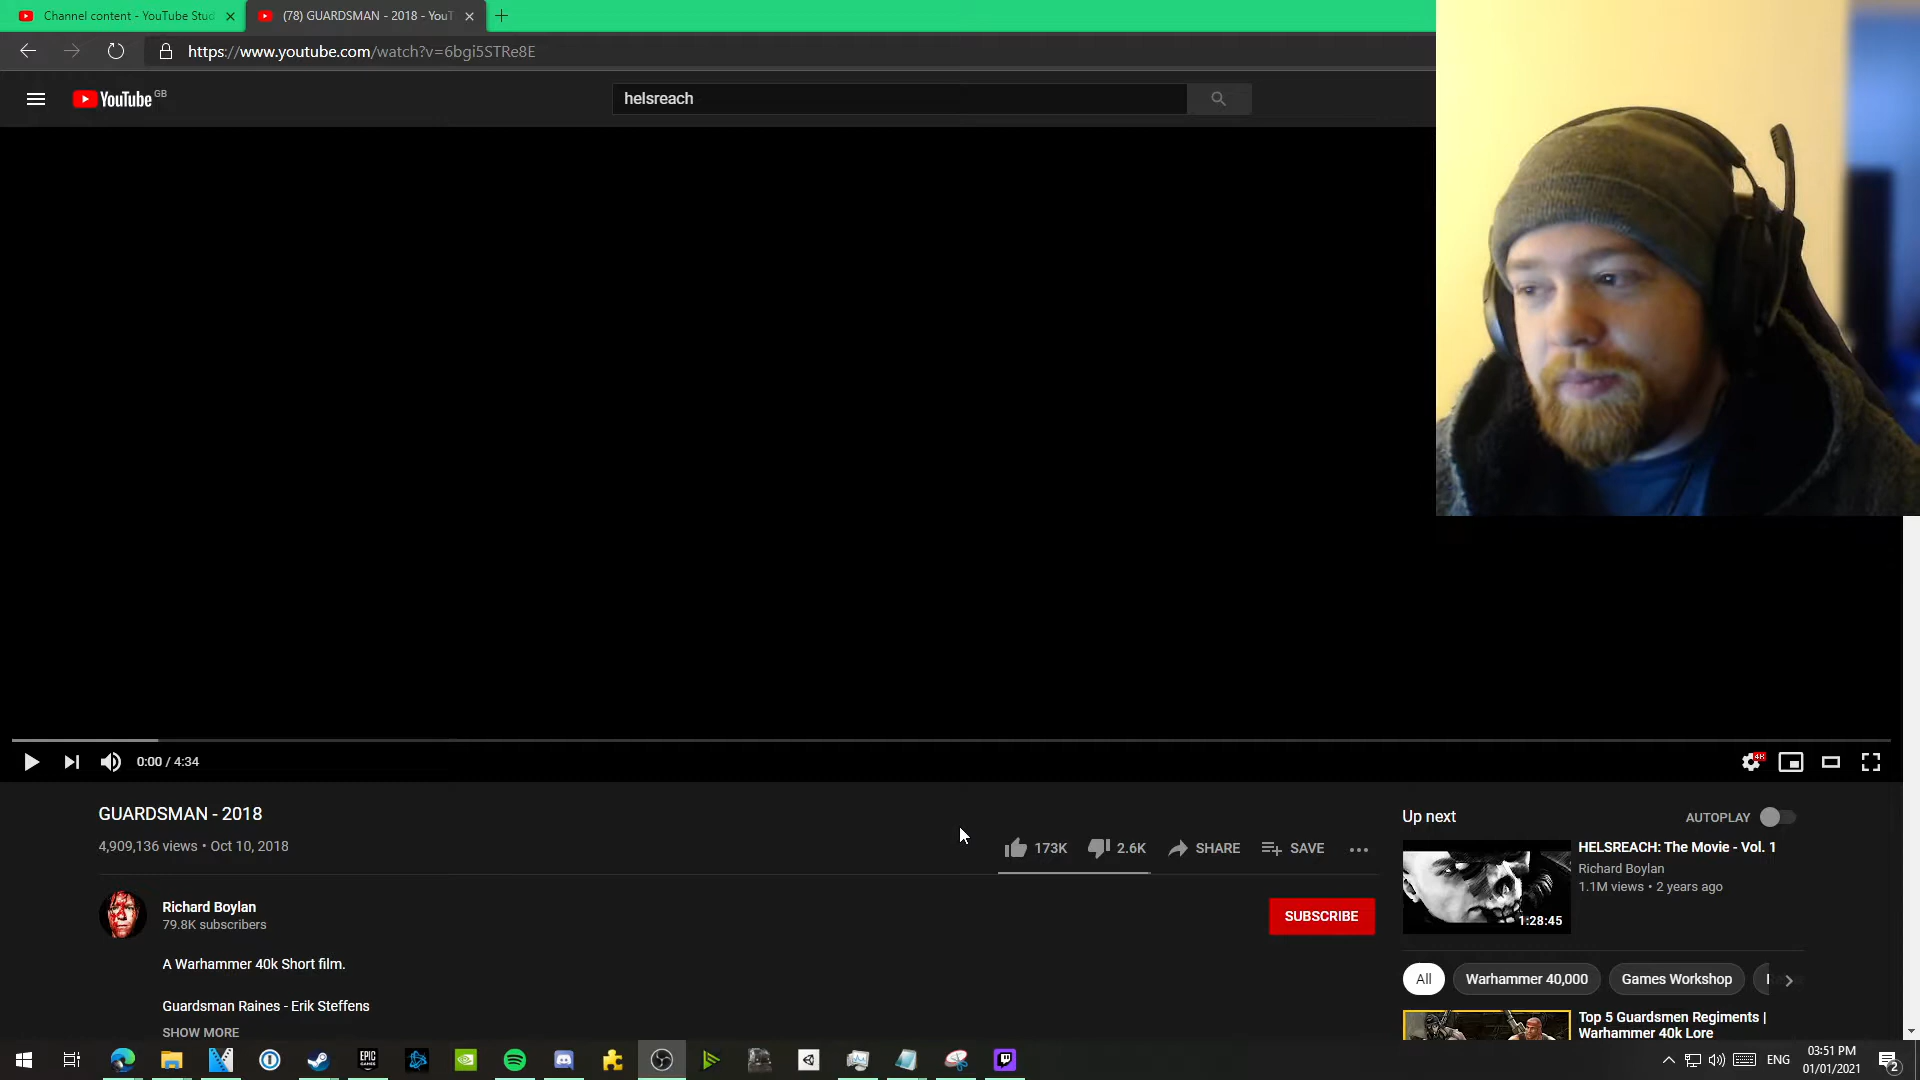 Channel content - YouTube Stud
(78) GUARDSMAN - 2018 - YouT
https://www.youtube.com/watch?v=6bgi5STRe8E
YouTube GB
helsreach
0:00 / 4:34
4K
GUARDSMAN - 2018
4,909,136 views • Oct 10, 2018
173K
2.6K
SHARE
SAVE
Richard Boylan
79.8K subscribers
SUBSCRIBE
A Warhammer 40k Short film.
Guardsman Raines - Erik Steffens
SHOW MORE
Up next
AUTOPLAY
HELSREACH: The Movie - Vol. 1
Richard Boylan
1.1M views • 2 years ago
1:28:45
All
Warhammer 40,000
Games Workshop
Top 5 Guardsmen Regiments |
Warhammer 40k Lore
EPIC
GAMES
ENG
03:51 PM
01/01/2021
2